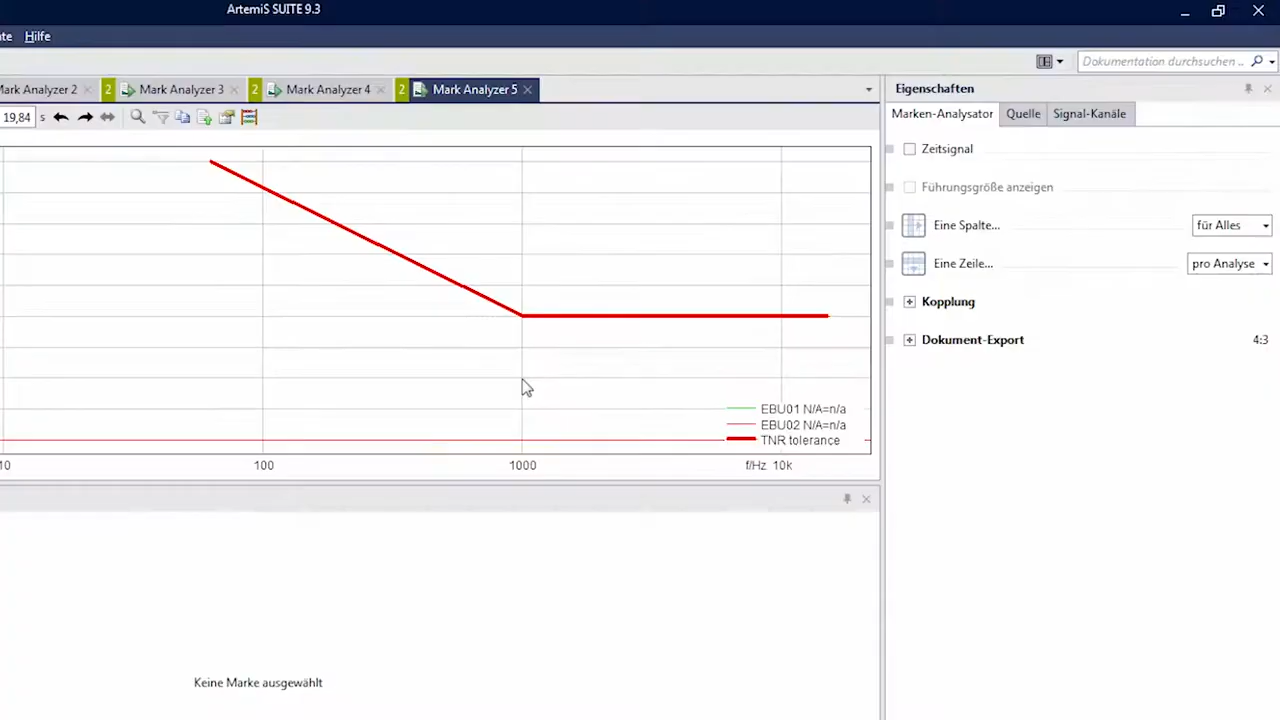 ArtemiS SUITE 9.3
nte Hilfe
Dokumentation durchsuchen ..
Mark Analyzer 2 2 Mark Analyzer 3 2 Mark Analyzer 4 2 Mark Analyzer 5
Eigenschaften
19,84 s
Marken-Analysator Quelle Signal-Kanäle
Zeitsignal
Führungsgröße anzeigen
Eine Spalte... für Alles
Eine Zeile... pro Analyse
Kopplung
Dokument-Export 4:3
EBU01 N/A=n/a
EBU02 N/A=n/a
TNR tolerance
10 100 1000 f/Hz 10k
Keine Marke ausgewählt